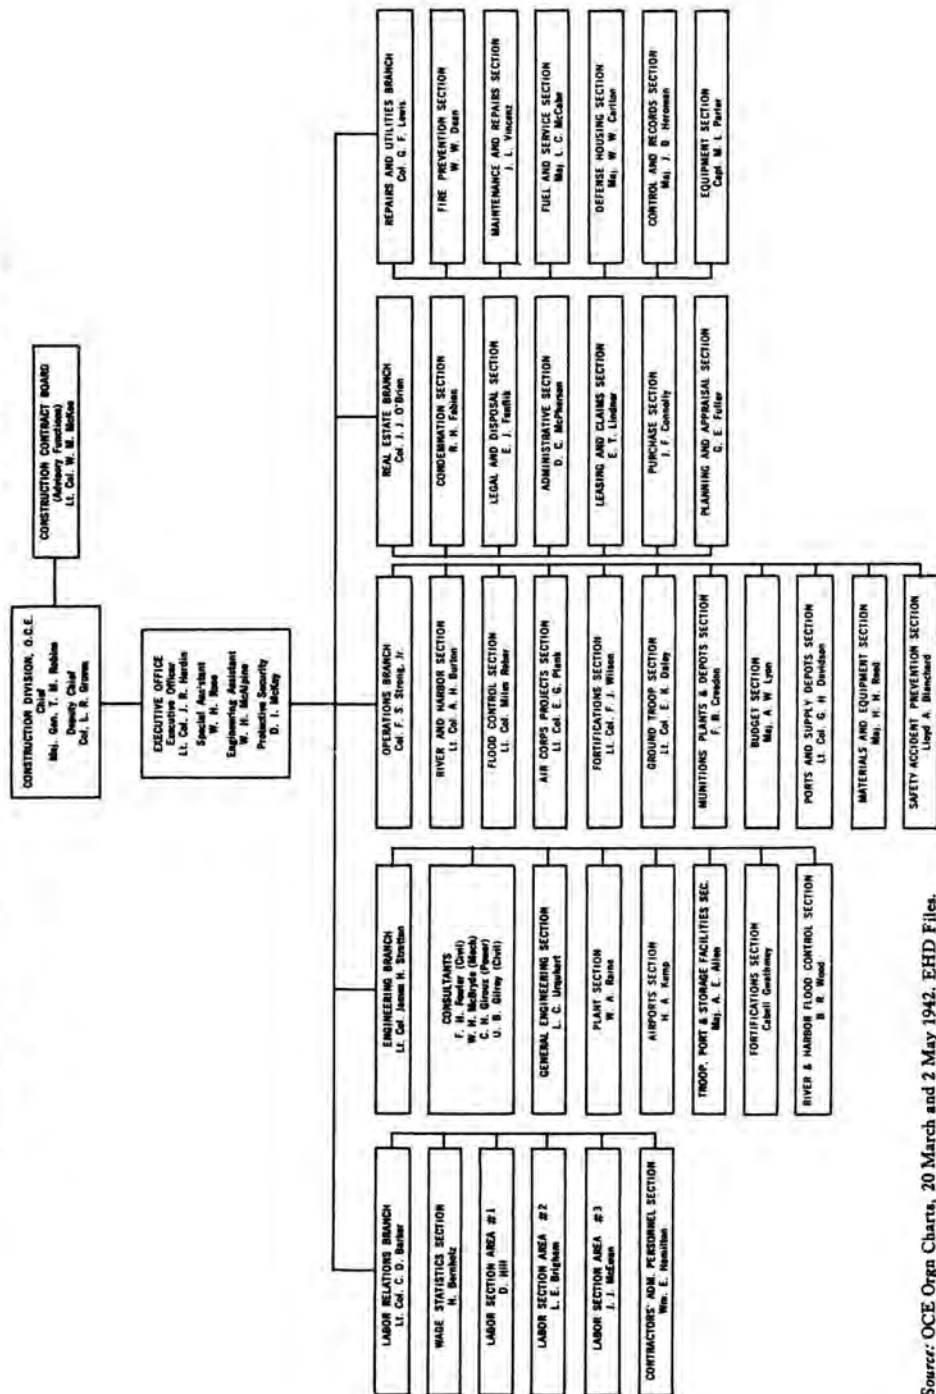 CONSTRUCTION DIVISION, O.C.E.
Chief
Maj. Gen. T. M. Robins
Deputy Chief
Col. L. R. Groves
CONSTRUCTION CONTRACT BOARD
(Advisory Functions)
Lt. Col. W. M. McKee
EXECUTIVE OFFICE
Executive Officer
Lt. Col. J. R. Hardin
Special Assistant
W. H. Rose
Engineering Assistant
W. H. McAlpine
Protective Security
D. I. McKay
LABOR RELATIONS BRANCH
Lt. Col. C. D. Barker
WAGE STATISTICS SECTION
H. Bernholz
LABOR SECTION AREA #1
D. Hill
LABOR SECTION AREA #2
L. E. Brigham
LABOR SECTION AREA #3
J. J. McEwan
CONTRACTORS' ADM. PERSONNEL SECTION
Wm. E. Hamilton
ENGINEERING BRANCH
Lt. Col. James H. Stratton
CONSULTANTS
F. H. Fowler (Civil)
W. H. McBryde (Mech)
C. H. Giroux (Power)
U. B. Gilroy (Civil)
GENERAL ENGINEERING SECTION
L. C. Urquhart
PLANT SECTION
W. A. Raine
AIRPORTS SECTION
H. A. Kemp
TROOP, PORT & STORAGE FACILITIES SEC.
Maj. A. E. Allen
FORTIFICATIONS SECTION
Cabell Gwathmey
RIVER & HARBOR FLOOD CONTROL SECTION
B. R. Wood
OPERATIONS BRANCH
Col. F. S. Strong, Jr.
RIVER AND HARBOR SECTION
Lt. Col. A. H. Burton
FLOOD CONTROL SECTION
Lt. Col. Miles Reber
AIR CORPS PROJECTS SECTION
Lt. Col. E. G. Plank
FORTIFICATIONS SECTION
Lt. Col. F. J. Wilson
GROUND TROOP SECTION
Lt. Col. E. K. Daley
MUNITIONS PLANTS & DEPOTS SECTION
F. R. Creedon
BUDGET SECTION
Maj. A. W. Lyon
PORTS AND SUPPLY DEPOTS SECTION
Lt. Col. G. H. Davidson
MATERIALS AND EQUIPMENT SECTION
Maj. H. H. Reed
SAFETY ACCIDENT PREVENTION SECTION
Lloyd A. Blanchard
REAL ESTATE BRANCH
Col. J. J. O'Brien
CONDEMNATION SECTION
R. H. Fabian
LEGAL AND DISPOSAL SECTION
E. J. Fanflik
ADMINISTRATIVE SECTION
D. C. McPherson
LEASING AND CLAIMS SECTION
E. T. Lindner
PURCHASE SECTION
J. F. Connolly
PLANNING AND APPRAISAL SECTION
G. E. Fuller
REPAIRS AND UTILITIES BRANCH
Col. G. F. Lewis
FIRE PREVENTION SECTION
W. W. Dean
MAINTENANCE AND REPAIRS SECTION
J. L. Vincenz
FUEL AND SERVICE SECTION
Maj. L. C. McCabe
DEFENSE HOUSING SECTION
Maj. W. W. Carlton
CONTROL AND RECORDS SECTION
Maj. J. B. Heroman
EQUIPMENT SECTION
Capt. M. L. Parler
Source: OCE Orgn Charts, 20 March and 2 May 1942. EHD Files.